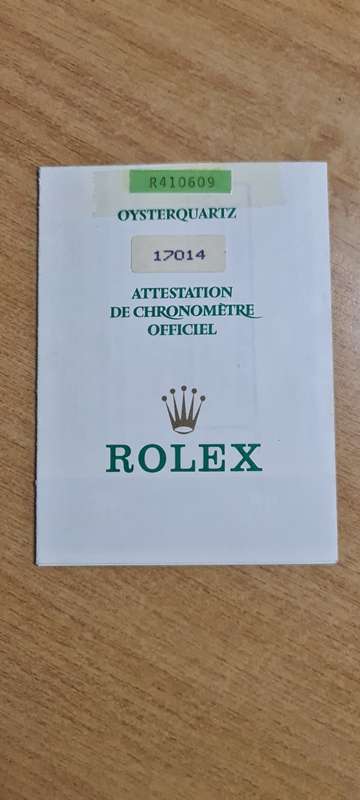 R410609
OYSTERQUARTZ
17014
ATTESTATION
DE CHRONOMÈTRE
OFFICIEL
ROLEX